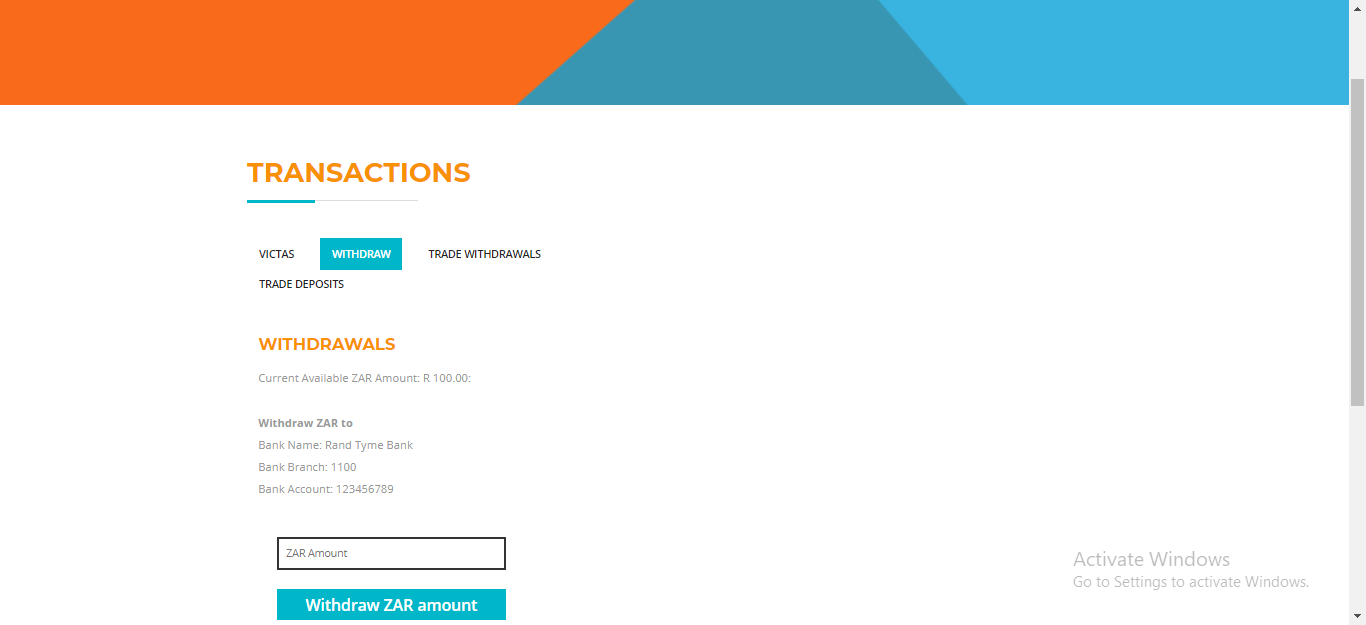 TRANSACTIONS
VICTAS WITHDRAW TRADE WITHDRAWALS
TRADE DEPOSITS
WITHDRAWALS
Current Available ZAR Amount: R 100.00:
Withdraw ZAR to
Bank Name: Rand Tyme Bank
Bank Branch: 1100
Bank Account: 123456789
ZAR Amount
Withdraw ZAR amount
Activate Windows
Go to Settings to activate Windows.